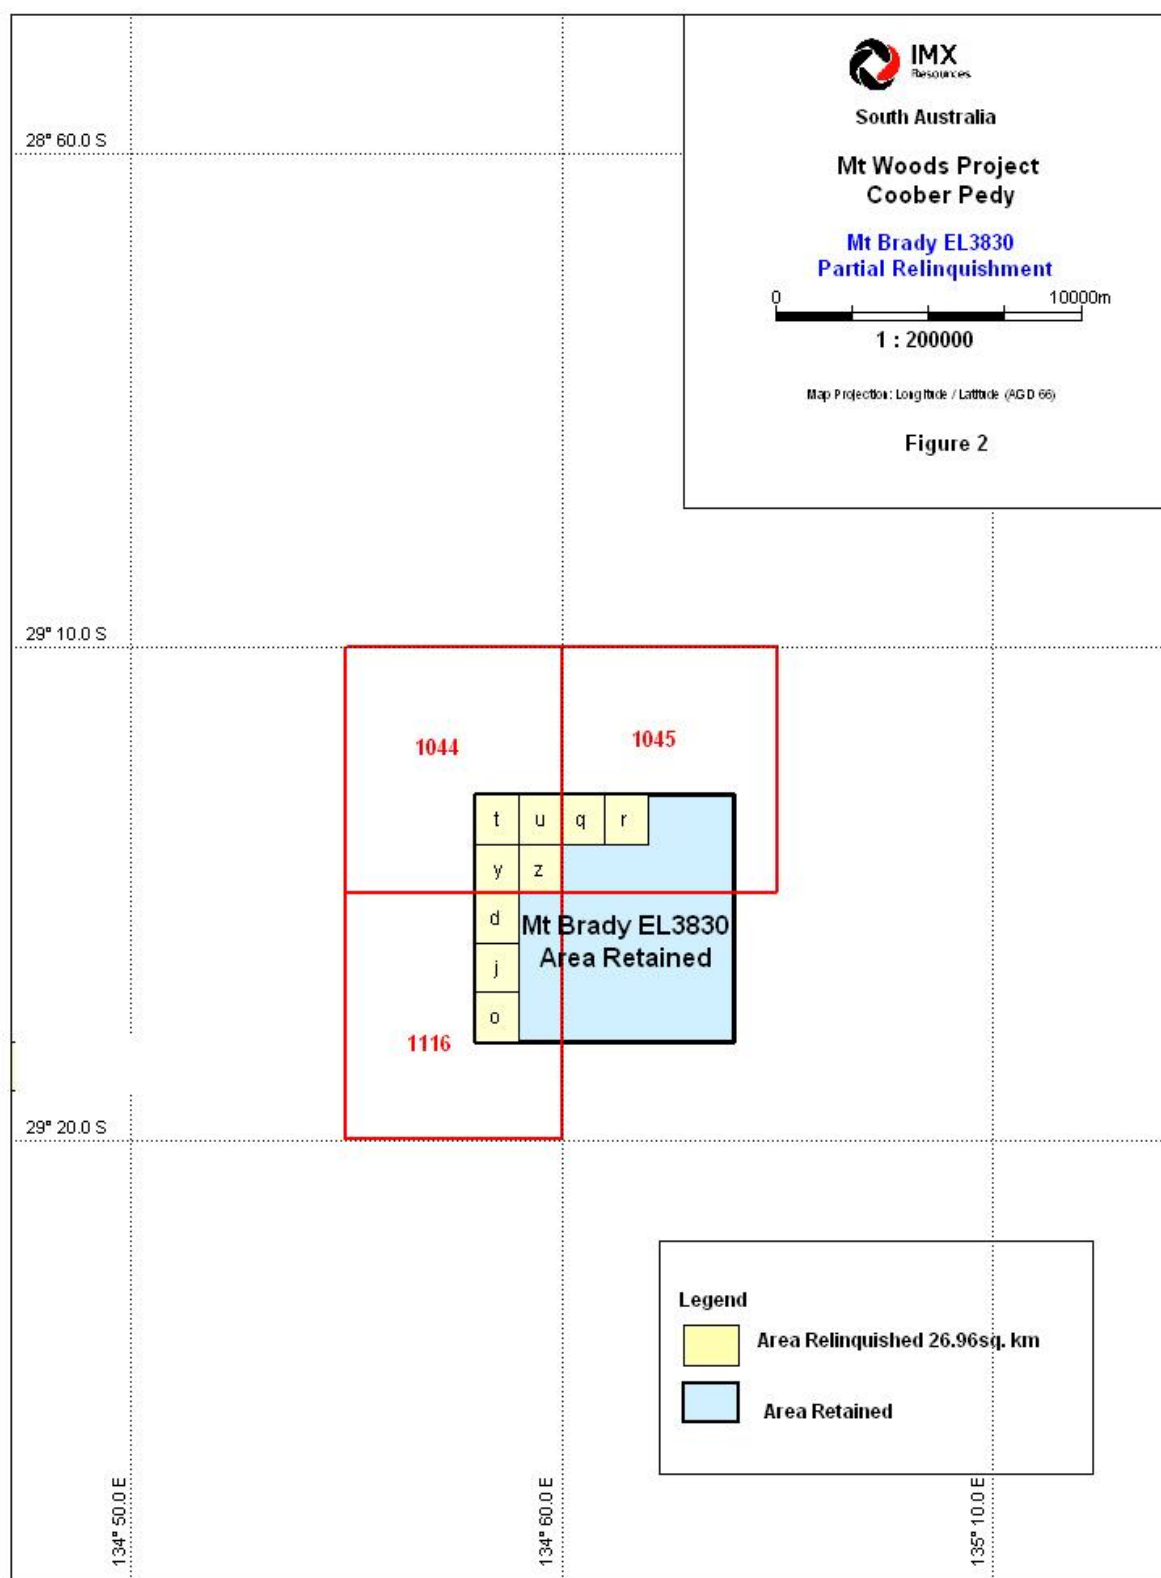 IMX
Resources
South Australia
Mt Woods Project
Coober Pedy
Mt Brady EL3830
Partial Relinquishment
0 10000m
1 : 200000
Map Projection: Longitude / Latitude (AGD 66)
Figure 2
28° 60.0 S
29° 10.0 S
1044 1045
t u q r
y z
d
Mt Brady EL3830
Area Retained
j
o
1116
29° 20.0 S
Legend
Area Relinquished 26.96sq. km
Area Retained
134° 50.0 E
134° 60.0 E
135° 10.0 E